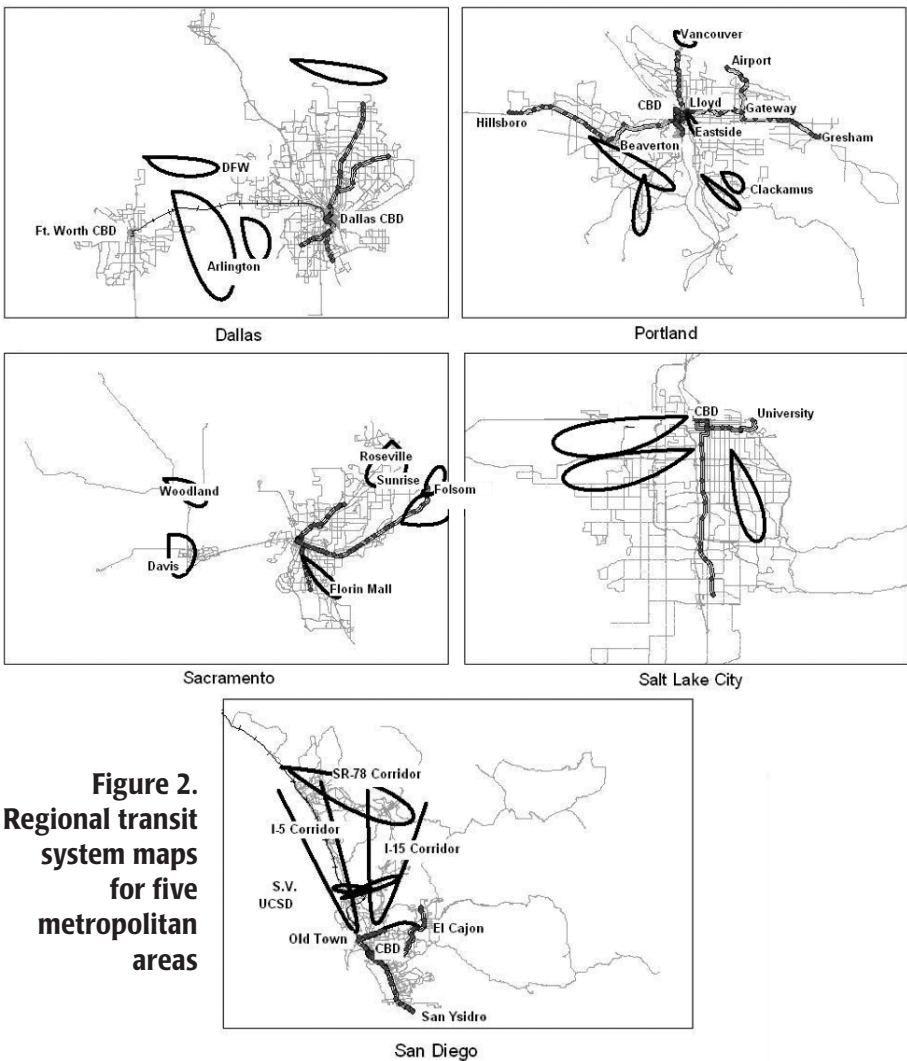 DFW
Dallas CBD
Ft. Worth CBD
Arlington
Dallas
Vancouver
Airport
CBD
Lloyd
Gateway
Hillsboro
Eastside
Gresham
Beaverton
Clackamus
Portland
Roseville
Sunrise
Woodland
Folsom
Davis
Florin Mall
Sacramento
CBD
University
Salt Lake City
Figure 2.
Regional transit
system maps
for five
metropolitan
areas
SR-78 Corridor
I-5 Corridor
I-15 Corridor
S.V.
UCSD
El Cajon
Old Town
CBD
San Ysidro
San Diego